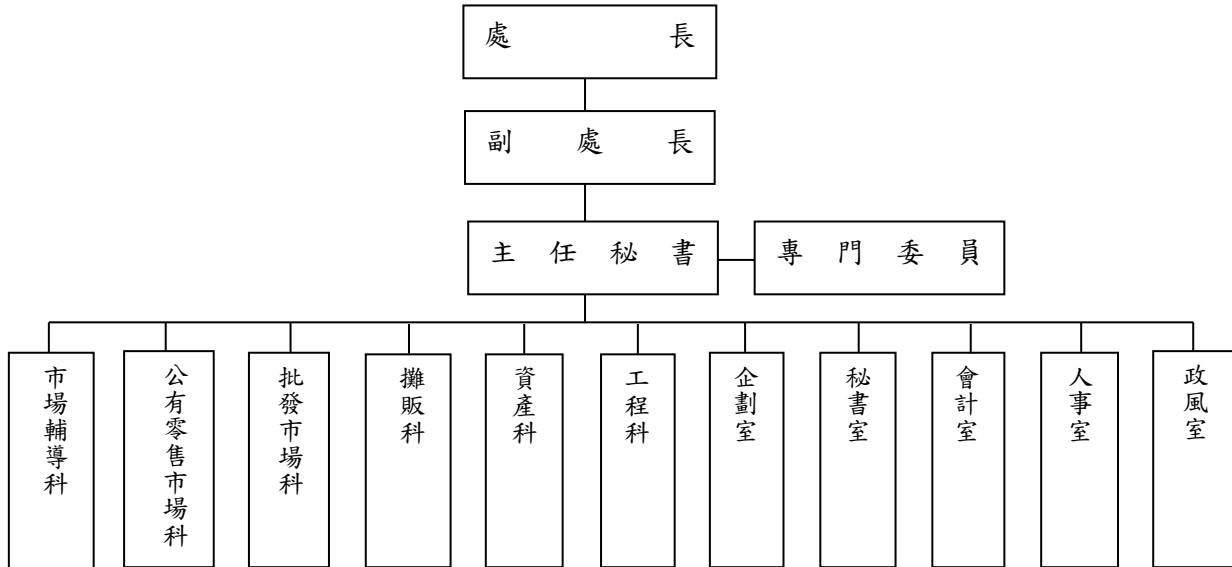 處長
副處長
主任秘書
專門委員
市場輔導科
公有零售市場科
批發市場科
攤販科
資產科
工程科
企劃室
秘書室
會計室
人事室
政風室